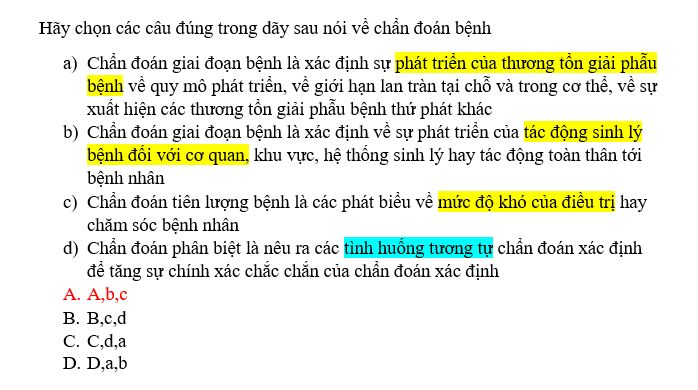 Hãy chọn các câu đúng trong dãy sau nói về chẩn đoán bệnh
a) Chẩn đoán giai đoạn bệnh là xác định sự phát triển của thương tổn giải phẫu
bệnh về quy mô phát triển, về giới hạn lan tràn tại chỗ và trong cơ thể, về sự
xuất hiện các thương tổn giải phẫu bệnh thứ phát khác
b) Chẩn đoán giai đoạn bệnh là xác định về sự phát triển của tác động sinh lý
bệnh đối với cơ quan, khu vực, hệ thống sinh lý hay tác động toàn thân tới
bệnh nhân
c) Chẩn đoán tiên lượng bệnh là các phát biểu về mức độ khó của điều trị hay
chăm sóc bệnh nhân
d) Chẩn đoán phân biệt là nêu ra các tình huống tương tự chẩn đoán xác định
để tăng sự chính xác chắc chắn của chẩn đoán xác định
A. A,b,c
B. B,c,d
C. C,d,a
D. D,a,b